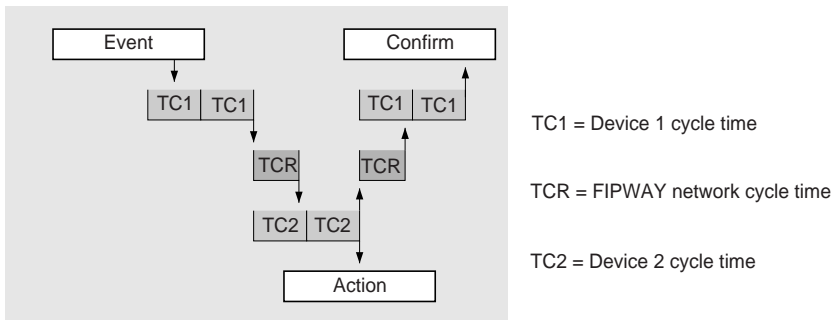 Event
Confirm
TC1 TC1
TC1 TC1
TCR
TCR
TC2 TC2
Action
TC1 = Device 1 cycle time
TCR = FIPWAY network cycle time
TC2 = Device 2 cycle time